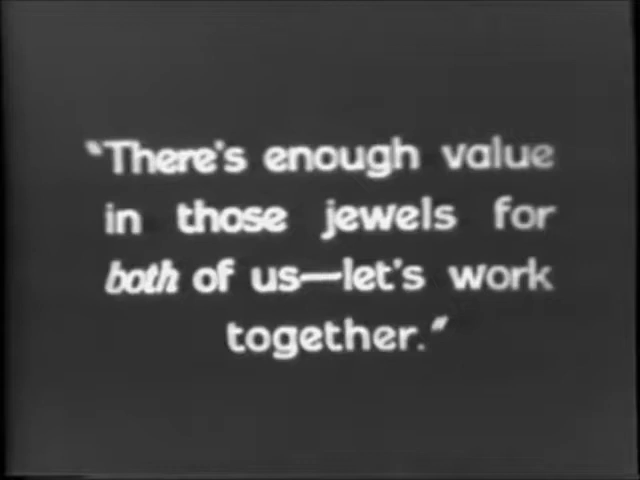 "There's enough value
in those jewels for
both of us—let's work
together."